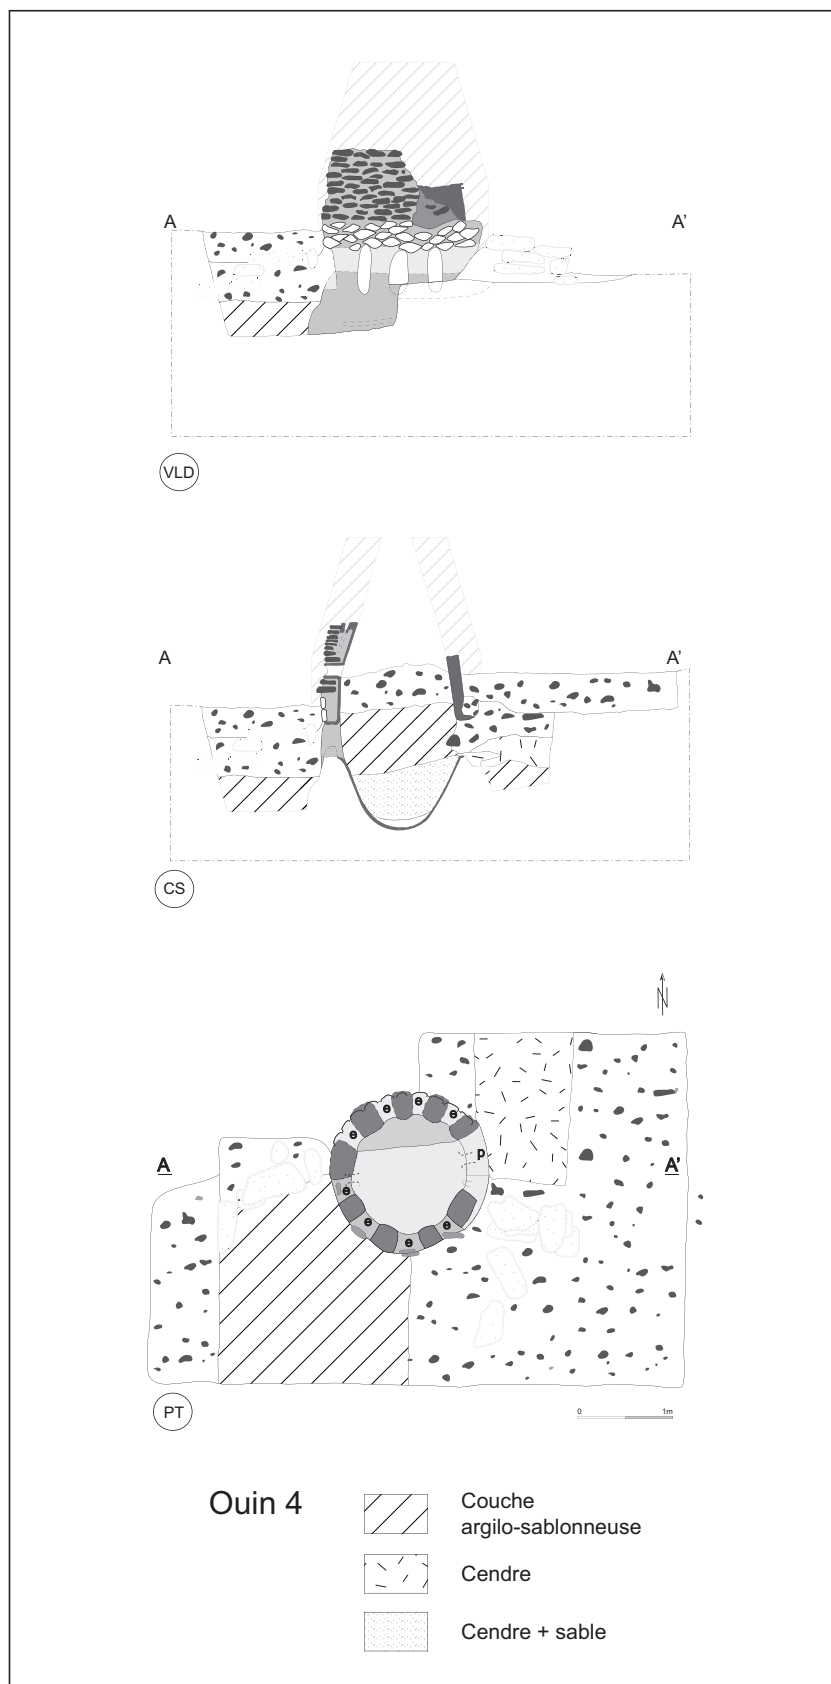 A A'
VLD
A A'
CS
N
e e e e e
p
A A'
e e e e
PT
0 1m
Ouin 4
Couche
argilo-sablonneuse
Cendre
Cendre + sable